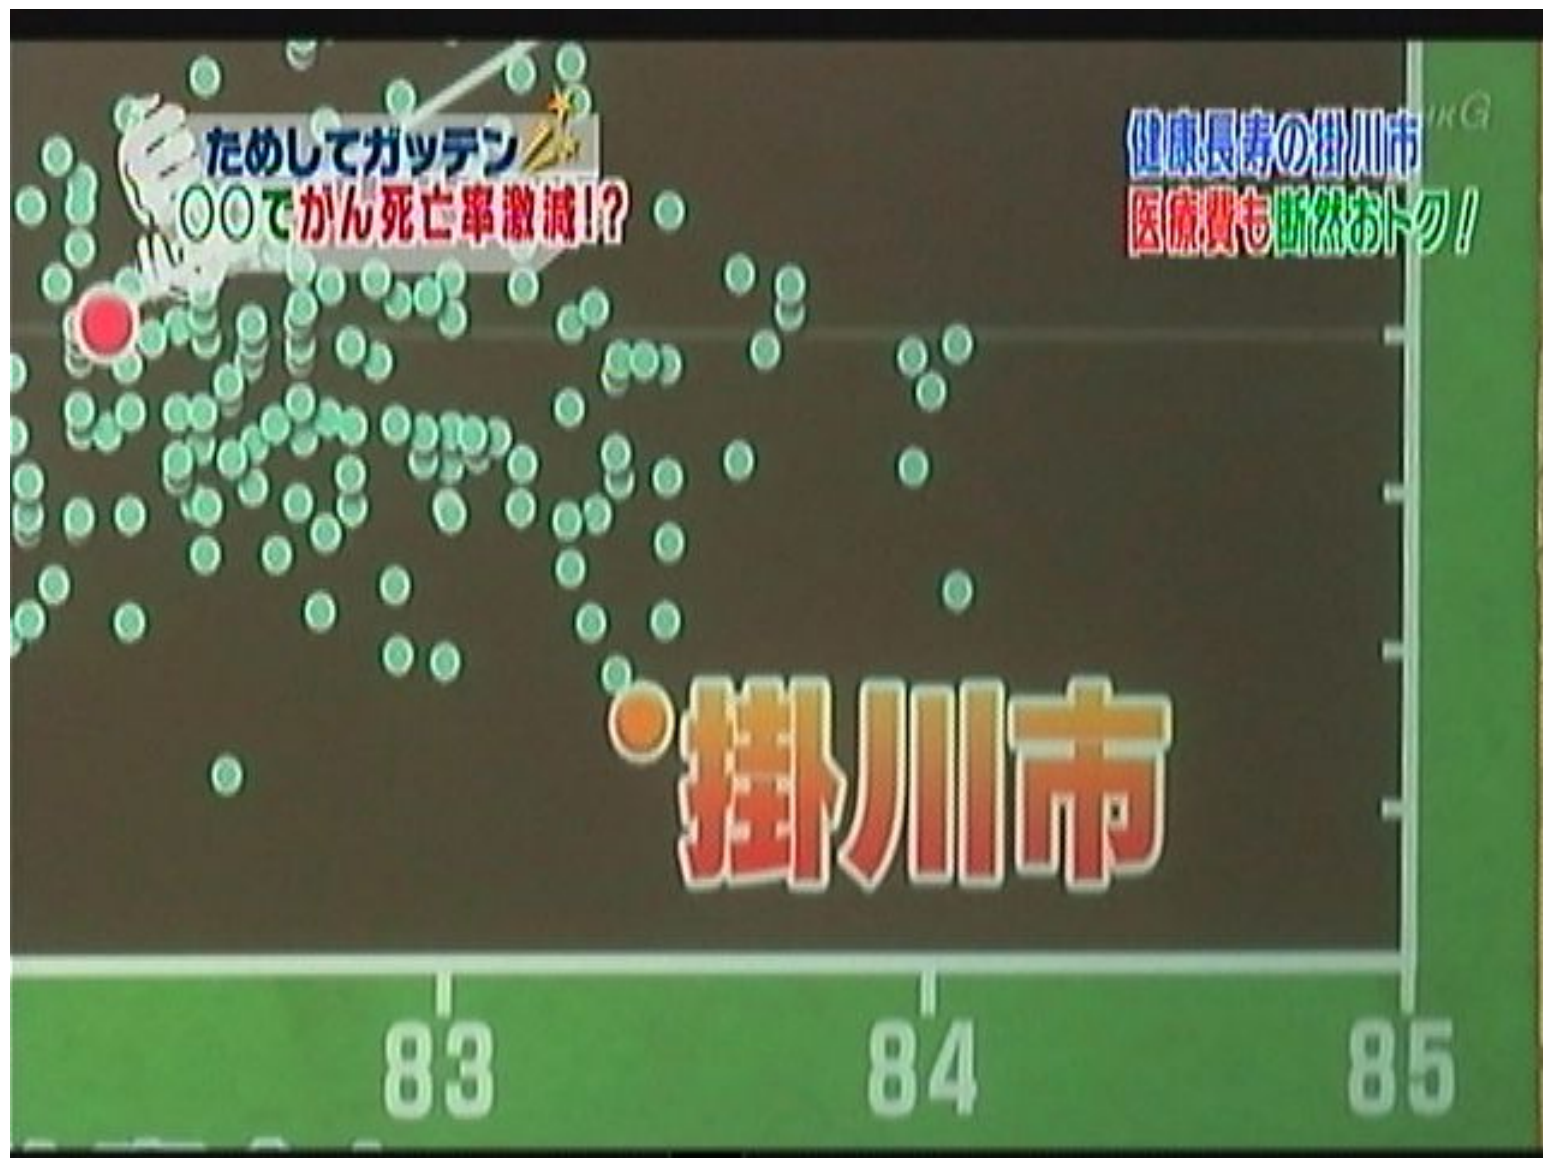 ためしてガッテン
○○でがん死亡率激減!?
健康長寿の掛川市
医療費も断然おトク!
掛川市
83
84
85